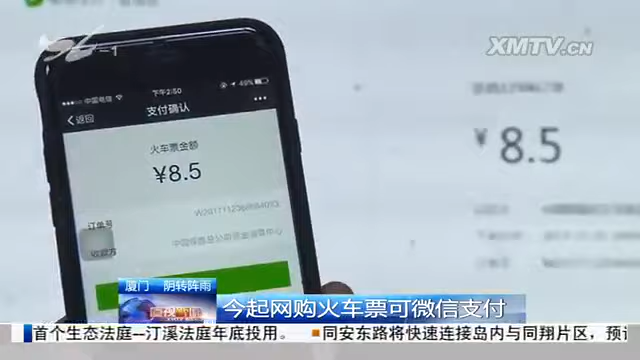 XMTV.CN
中国电信
下午2:50
49%
返回
支付确认
火车票金额
¥8.5
订单号
收款方
¥ 8.5
厦门 阴转阵雨
今起网购火车票可微信支付
首个生态法庭—汀溪法庭年底投用。 同安东路将快速连接岛内与同翔片区，预